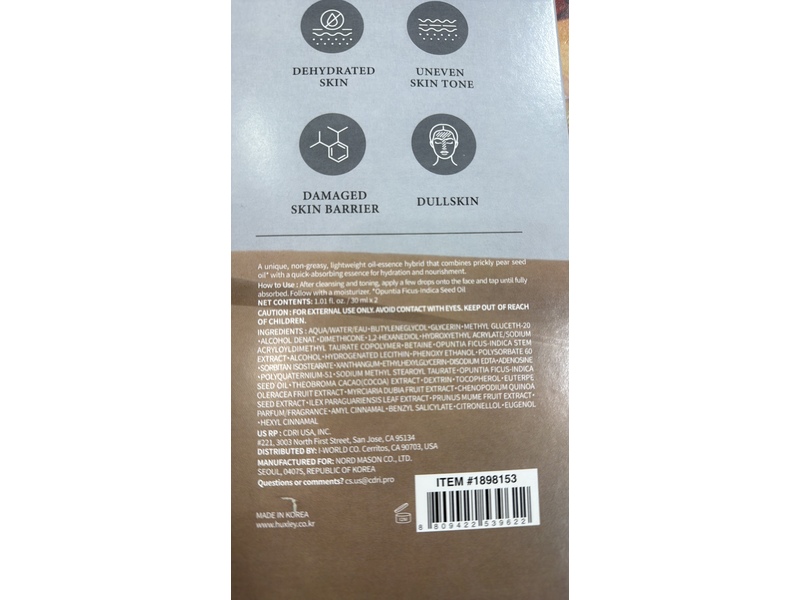 DEHYDRATED
SKIN
UNEVEN
SKIN TONE
DAMAGED
SKIN BARRIER
DULLSKIN
A unique, non-greasy, lightweight oil-essence hybrid that combines prickly pear seed
oil* with a quick-absorbing essence for hydration and nourishment.
How to Use : After cleansing and toning, apply a few drops onto the face and tap until fully
absorbed. Follow with a moisturizer. *Opuntia Ficus-indica Seed Oil
NET CONTENTS: 1.01 fl. oz. / 30 ml x 2
CAUTION : FOR EXTERNAL USE ONLY. AVOID CONTACT WITH EYES. KEEP OUT OF REACH
OF CHILDREN.
INGREDIENTS : AQUA/WATER/EAU•BUTYLENEGLYCOL•GLYCERIN•METHYL GLUCETH-20
•ALCOHOL DENAT.•DIMETHICONE•1,2-HEXANEDIOL•HYDROXYETHYL ACRYLATE/SODIUM
ACRYLOYLDIMETHYL TAURATE COPOLYMER•BETAINE•OPUNTIA FICUS-INDICA STEM
EXTRACT•ALCOHOL•HYDROGENATED LECITHIN•PHENOXY ETHANOL•POLYSORBATE 60
•SORBITAN ISOSTEARATE•XANTHANGUM•ETHYLHEXYLGLYCERIN•DISODIUM EDTA•ADENOSINE
•POLYQUATERNIUM-51•SODIUM METHYL STEAROYL TAURATE•OPUNTIA FICUS-INDICA
SEED OIL•THEOBROMA CACAO(COCOA) EXTRACT•DEXTRIN•TOCOPHEROL•EUTERPE
OLERACEA FRUIT EXTRACT•MYRCIARIA DUBIA FRUIT EXTRACT•CHENOPODIUM QUINOA
SEED EXTRACT•ILEX PARAGUARIENSIS LEAF EXTRACT•PRUNUS MUME FRUIT EXTRACT•
PARFUM/FRAGRANCE•AMYL CINNAMAL•BENZYL SALICYLATE•CITRONELLOL•EUGENOL
•HEXYL CINNAMAL
US RP : CDRI USA, INC.
#221, 3003 North First Street, San Jose, CA 95134
DISTRIBUTED BY: I-WORLD CO. Cerritos, CA 90703, USA
MANUFACTURED FOR: NORD MASON CO., LTD.
SEOUL, 04075, REPUBLIC OF KOREA
Questions or comments? cs.us@cdri.pro
MADE IN KOREA
www.huxley.co.kr
ITEM #1898153
8 809422 539622